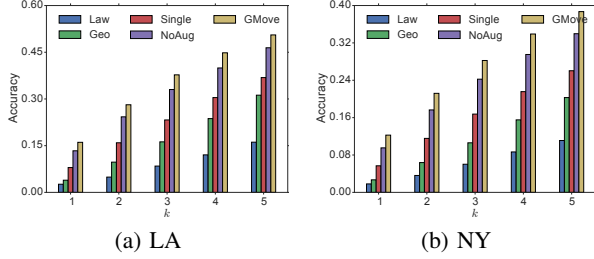 0.60
0.45
0.30
0.15
0.00
Accuracy
Law Single GMove
Geo NoAug
1 2 3 4 5
k
(a) LA
0.40
0.32
0.24
0.16
0.08
0.00
Accuracy
Law Single GMove
Geo NoAug
1 2 3 4 5
k
(b) NY